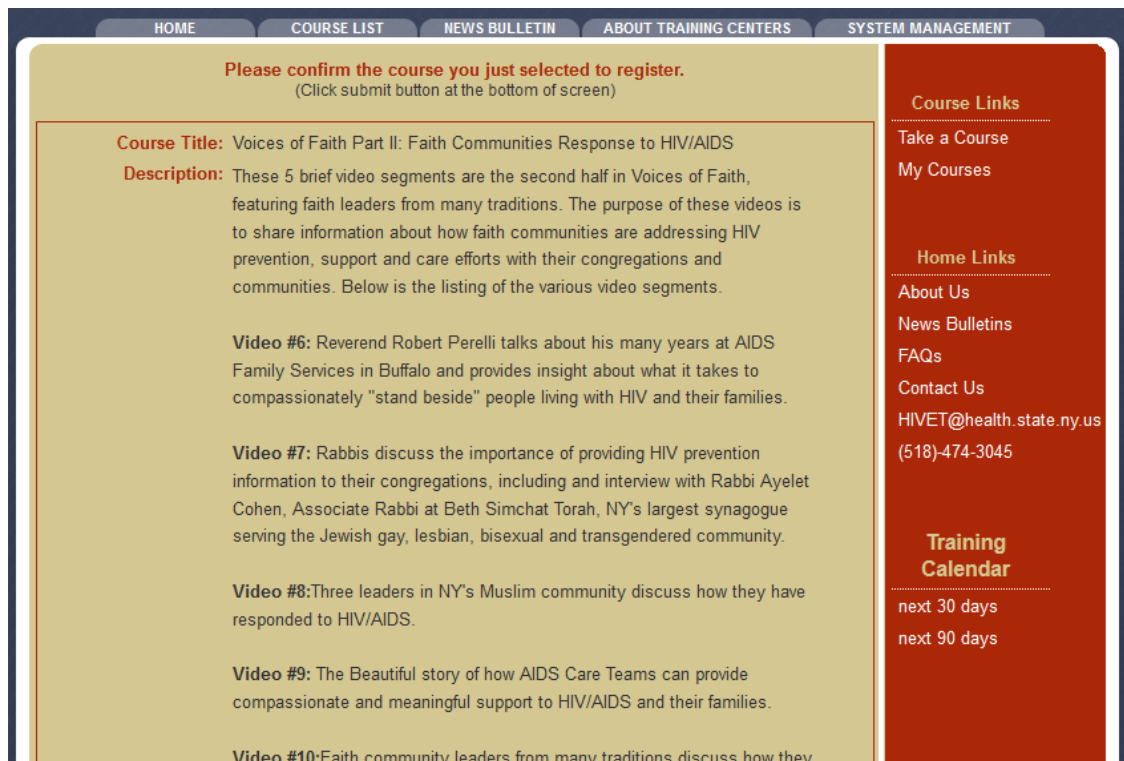 HOME COURSE LIST NEWS BULLETIN ABOUT TRAINING CENTERS SYSTEM MANAGEMENT
Please confirm the course you just selected to register.
(Click submit button at the bottom of screen)
Course Title: Voices of Faith Part II: Faith Communities Response to HIV/AIDS
Description: These 5 brief video segments are the second half in Voices of Faith,
featuring faith leaders from many traditions. The purpose of these videos is
to share information about how faith communities are addressing HIV
prevention, support and care efforts with their congregations and
communities. Below is the listing of the various video segments.
Video #6: Reverend Robert Perelli talks about his many years at AIDS
Family Services in Buffalo and provides insight about what it takes to
compassionately "stand beside" people living with HIV and their families.
Video #7: Rabbis discuss the importance of providing HIV prevention
information to their congregations, including and interview with Rabbi Ayelet
Cohen, Associate Rabbi at Beth Simchat Torah, NY's largest synagogue
serving the Jewish gay, lesbian, bisexual and transgendered community.
Video #8:Three leaders in NY's Muslim community discuss how they have
responded to HIV/AIDS.
Video #9: The Beautiful story of how AIDS Care Teams can provide
compassionate and meaningful support to HIV/AIDS and their families.
Video #10:Faith community leaders from many traditions discuss how they
Course Links
Take a Course
My Courses
Home Links
About Us
News Bulletins
FAQs
Contact Us
HIVET@health.state.ny.us
(518)-474-3045
Training
Calendar
next 30 days
next 90 days